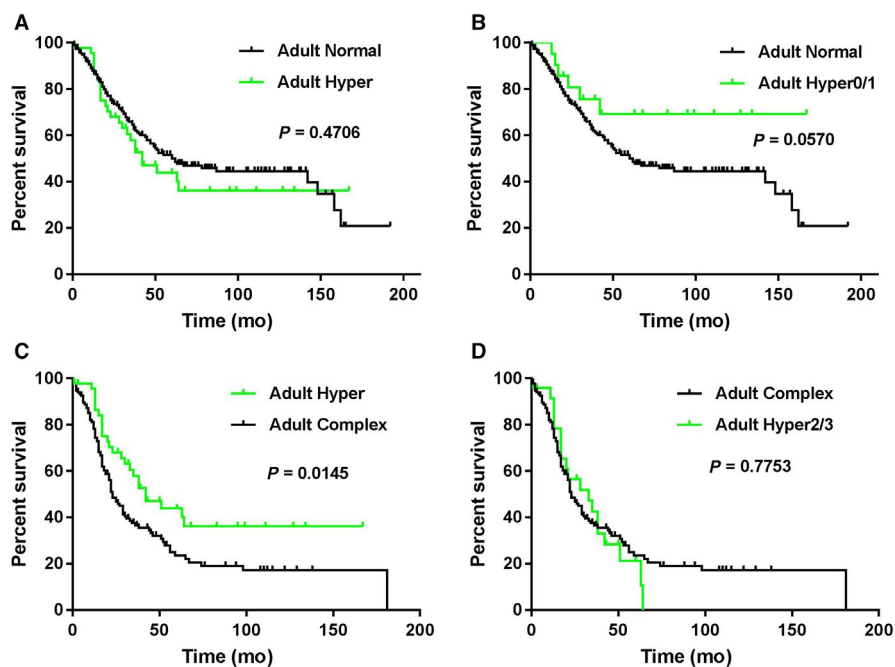 A
100
80
60
40
20
0
Percent survival
Adult Normal
Adult Hyper
P = 0.4706
0 50 100 150 200
Time (mo)
B
100
80
60
40
20
0
Percent survival
Adult Normal
Adult Hyper0/1
P = 0.0570
0 50 100 150 200
Time (mo)
C
100
80
60
40
20
0
Percent survival
Adult Hyper
Adult Complex
P = 0.0145
0 50 100 150 200
Time (mo)
D
100
80
60
40
20
0
Percent survival
Adult Complex
Adult Hyper2/3
P = 0.7753
0 50 100 150 200
Time (mo)